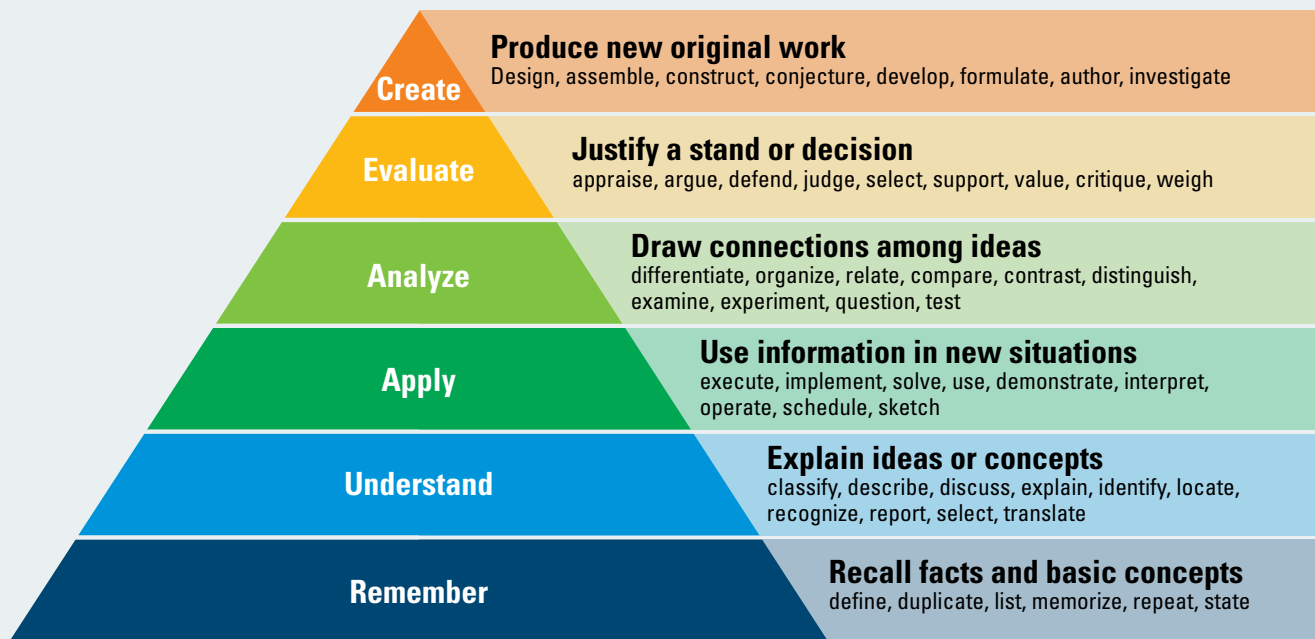 Create
Produce new original work
Design, assemble, construct, conjecture, develop, formulate, author, investigate
Evaluate
Justify a stand or decision
appraise, argue, defend, judge, select, support, value, critique, weigh
Analyze
Draw connections among ideas
differentiate, organize, relate, compare, contrast, distinguish,
examine, experiment, question, test
Apply
Use information in new situations
execute, implement, solve, use, demonstrate, interpret,
operate, schedule, sketch
Understand
Explain ideas or concepts
classify, describe, discuss, explain, identify, locate,
recognize, report, select, translate
Remember
Recall facts and basic concepts
define, duplicate, list, memorize, repeat, state